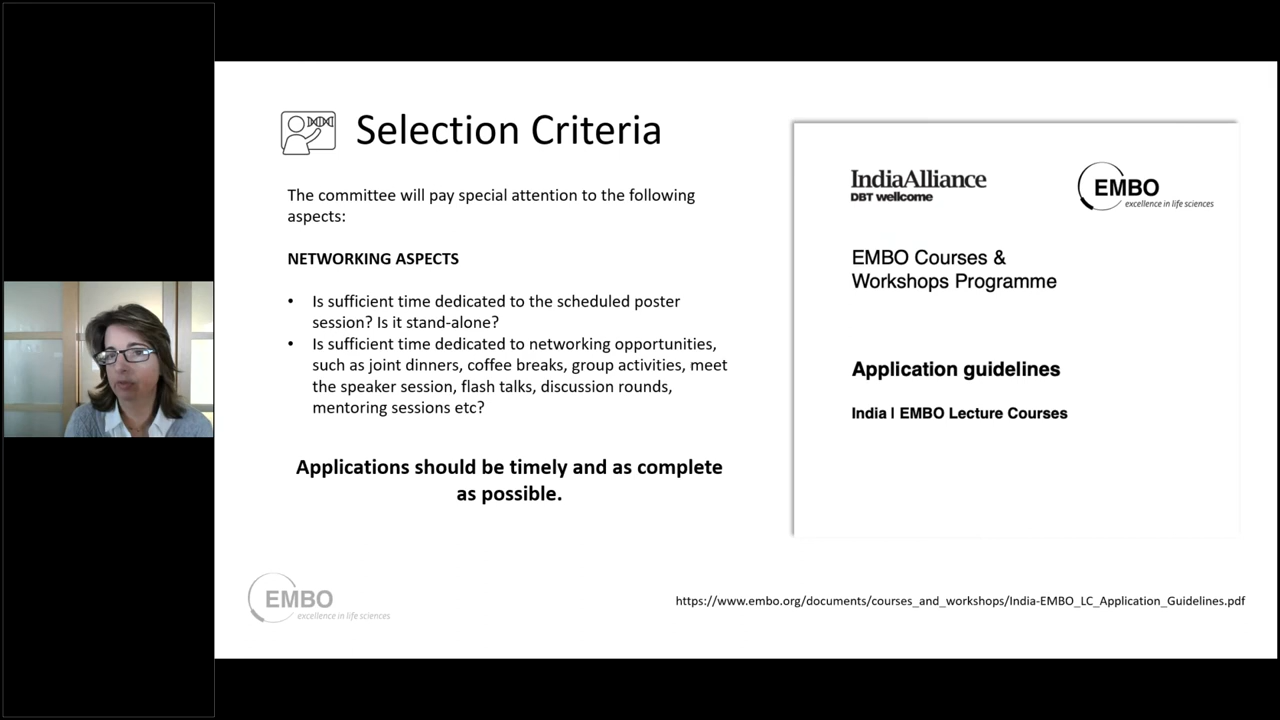 Selection Criteria
The committee will pay special attention to the following
aspects:
NETWORKING ASPECTS
• Is sufficient time dedicated to the scheduled poster
session? Is it stand-alone?
• Is sufficient time dedicated to networking opportunities,
such as joint dinners, coffee breaks, group activities, meet
the speaker session, flash talks, discussion rounds,
mentoring sessions etc?
Applications should be timely and as complete
as possible.
IndiaAlliance
DBT wellcome
EMBO
excellence in life sciences
EMBO Courses &
Workshops Programme
Application guidelines
India | EMBO Lecture Courses
EMBO
excellence in life sciences
https://www.embo.org/documents/courses_and_workshops/India-EMBO_LC_Application_Guidelines.pdf